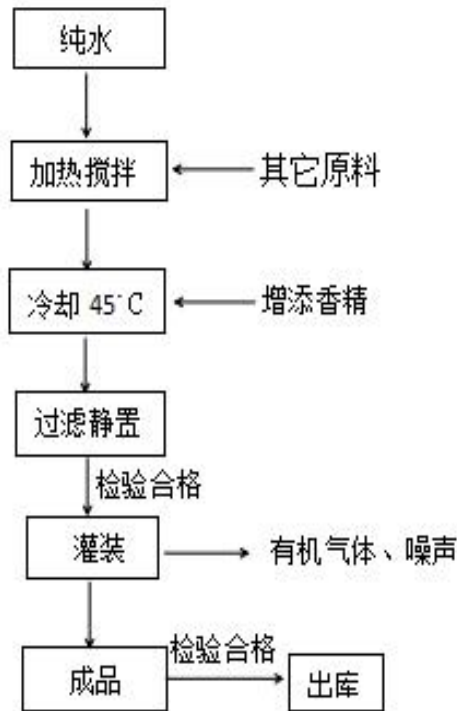 纯水
加热搅拌
其它原料
冷却 45℃
增添香精
过滤静置
检验合格
灌装
有机气体、噪声
成品
检验合格
出库